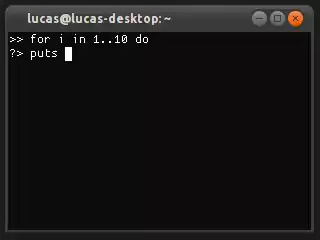 lucas@lucas-desktop:~
>> for i in 1..10 do
?> puts